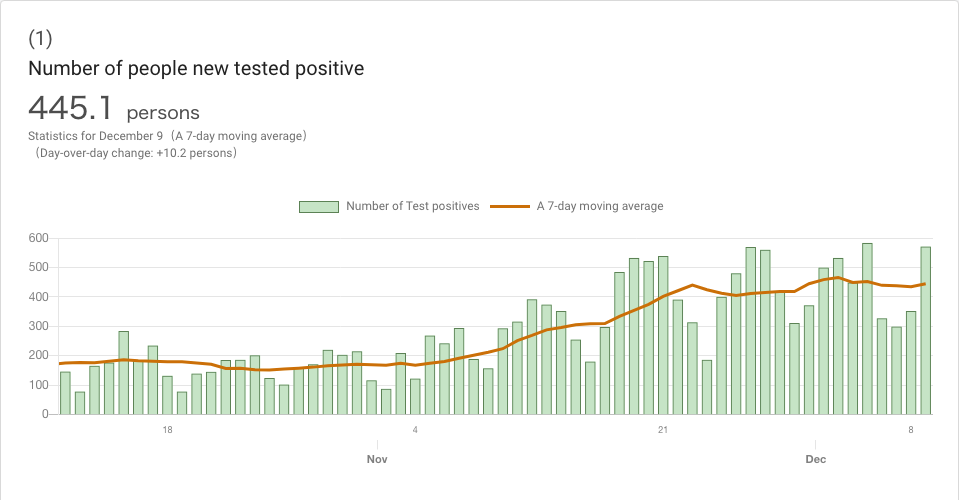 (1)
Number of people new tested positive
445.1 persons
Statistics for December 9（A 7-day moving average）
（Day-over-day change: +10.2 persons）
Number of Test positives A 7-day moving average
600
500
400
300
200
100
0
18 4 21 8
Nov Dec